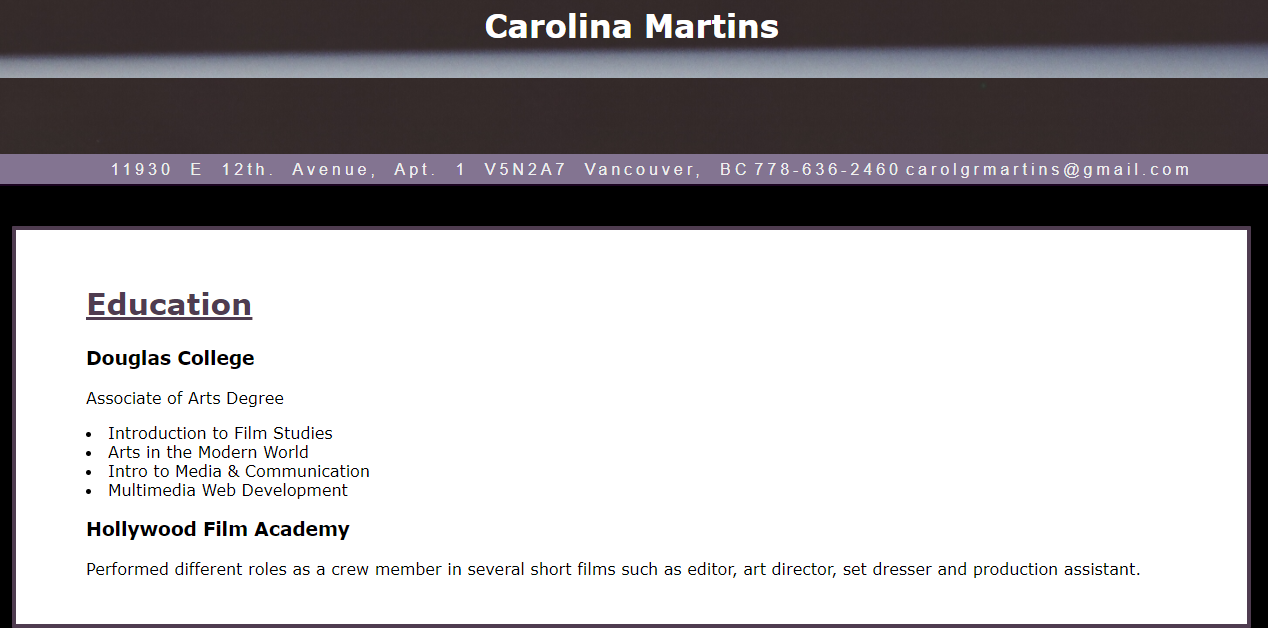 Carolina Martins
11930 E 12th. Avenue, Apt. 1 V5N2A7 Vancouver, BC 778-636-2460 carolgrmartins@gmail.com
Education
Douglas College
Associate of Arts Degree
• Introduction to Film Studies
• Arts in the Modern World
• Intro to Media & Communication
• Multimedia Web Development
Hollywood Film Academy
Performed different roles as a crew member in several short films such as editor, art director, set dresser and production assistant.